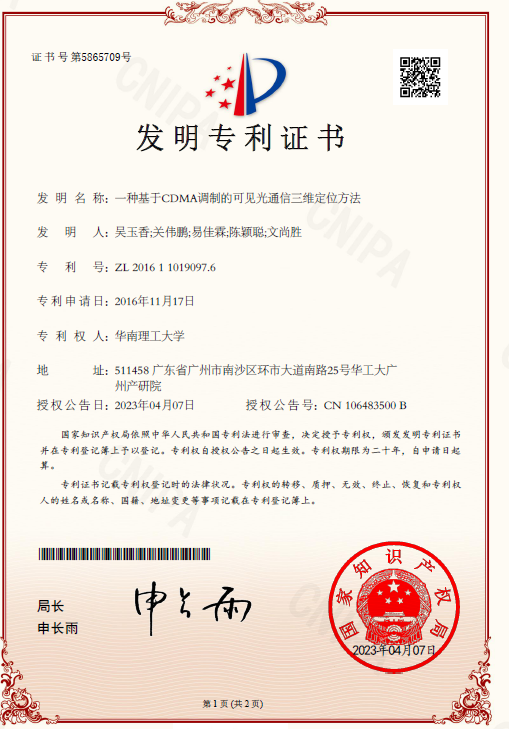 证书号第5865709号
发明专利证书
发明名称：一种基于CDMA调制的可见光通信三维定位方法
发明人：吴玉香;关伟鹏;易佳霖;陈颖聪;文尚胜
专利号：ZL 2016 1 1019097.6
专利申请日：2016年11月17日
专利权人：华南理工大学
地址：511458 广东省广州市南沙区环市大道南路25号华工大广
州产研院
授权公告日：2023年04月07日 授权公告号：CN 106483500 B
国家知识产权局依照中华人民共和国专利法进行审查，决定授予专利权，颁发发明专利证书
并在专利登记簿上予以登记。专利权自授权公告之日起生效。专利权期限为二十年，自申请日起
算。
专利证书记载专利权登记时的法律状况。专利权的转移、质押、无效、终止、恢复和专利权
人的姓名或名称、国籍、地址变更等事项记载在专利登记簿上。
局长
申长雨
申长雨
国家知识产权局
2023年04月07日
第1页(共2页)
CNIPA
CNIPA
CNIPA
CNIPA